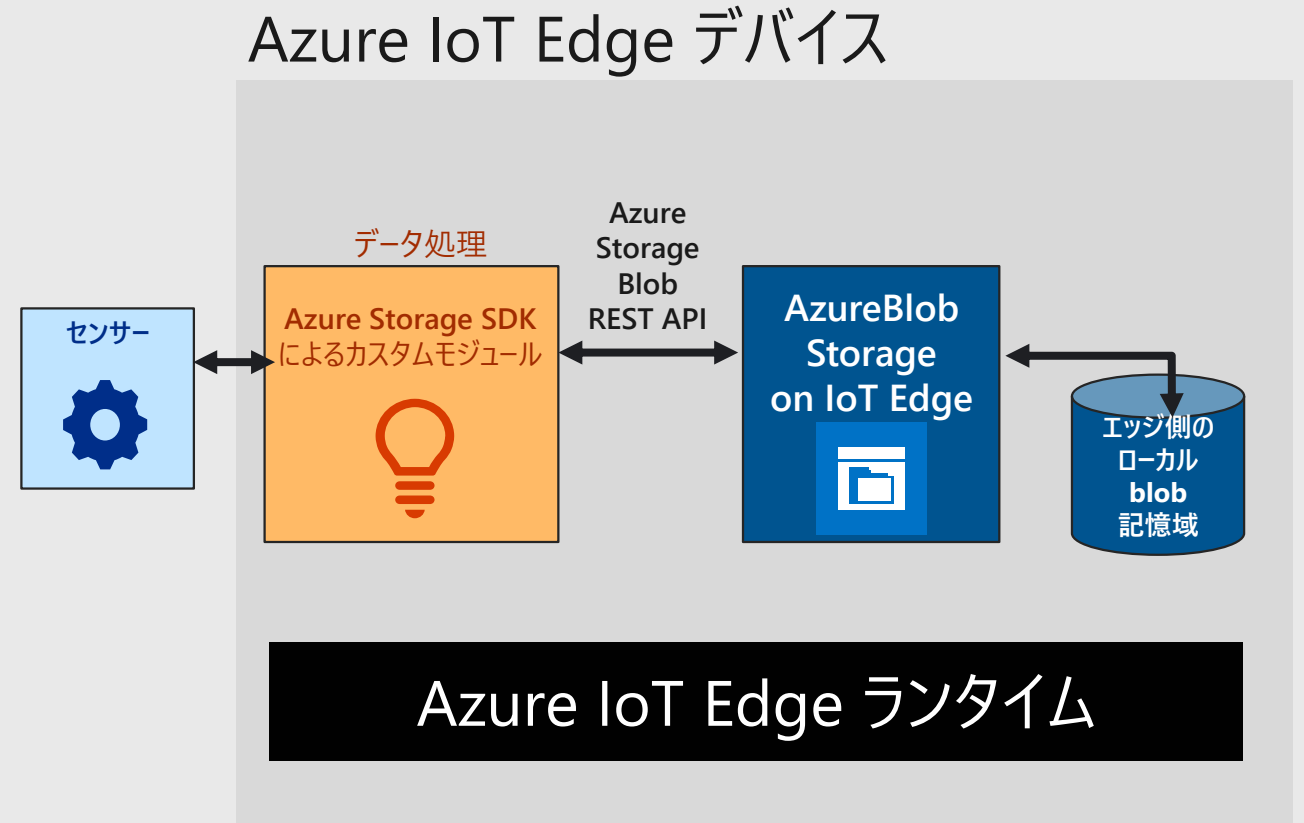 Azure IoT Edge デバイス
センサー
データ処理
Azure Storage SDK
によるカスタムモジュール
Azure
Storage
Blob
REST API
AzureBlob
Storage
on IoT Edge
エッジ側の
ローカル
blob
記憶域
Azure IoT Edge ランタイム